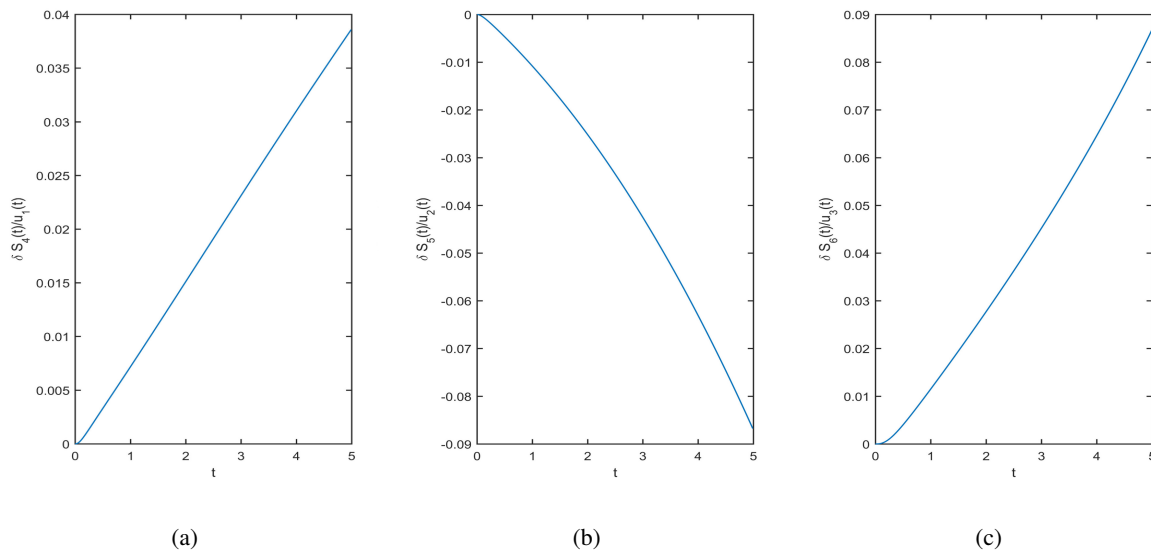 0.04
0.035
0.03
0.025
0.02
0.015
0.01
0.005
0
δ S4(t)/u1(t)
0 1 2 3 4 5
t
(a)
0
-0.01
-0.02
-0.03
-0.04
-0.05
-0.06
-0.07
-0.08
-0.09
δ S5(t)/u2(t)
0 1 2 3 4 5
t
(b)
0.09
0.08
0.07
0.06
0.05
0.04
0.03
0.02
0.01
0
δ S6(t)/u3(t)
0 1 2 3 4 5
t
(c)